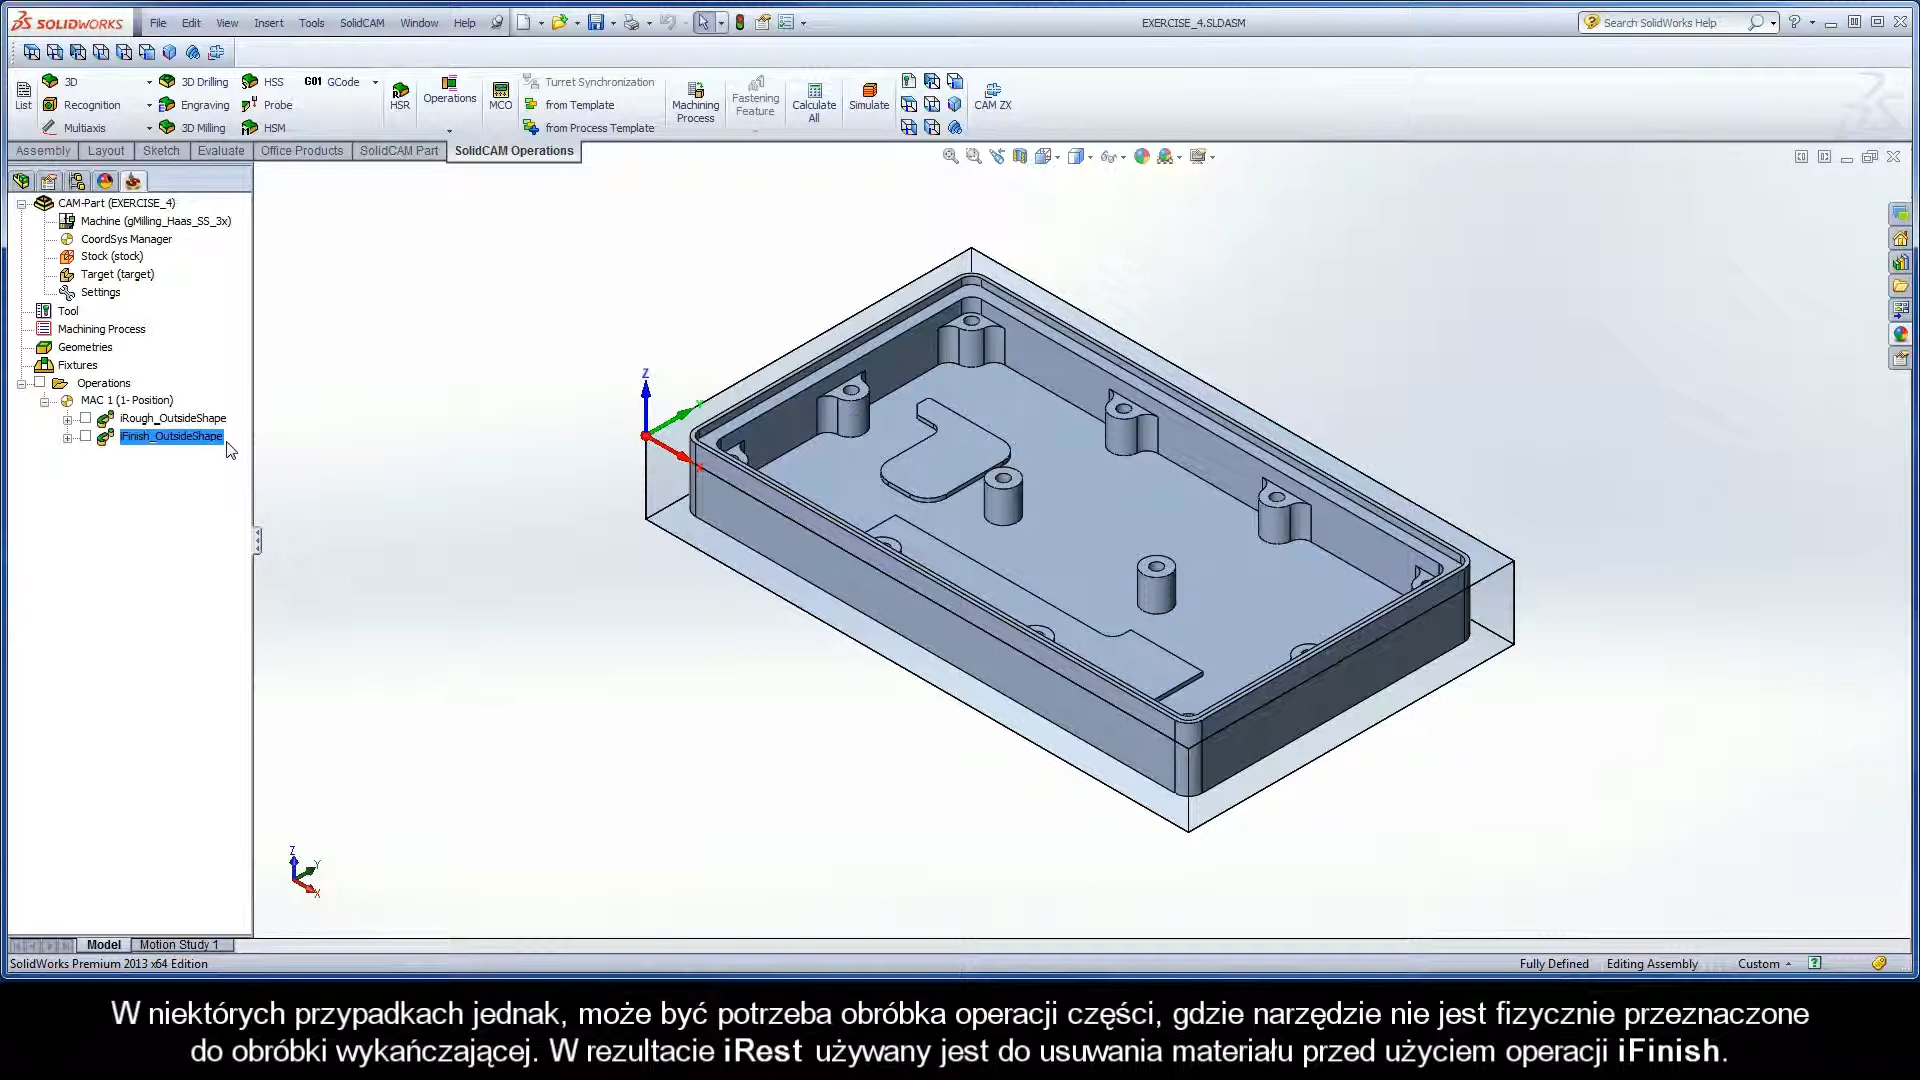 SOLIDWORKS File Edit View Insert Tools SolidCAM Window Help EXERCISE_4.SLDASM Search SolidWorks Help
3D 3D Drilling HSS G01 GCode Turret Synchronization
List Recognition Engraving Probe HSR Operations MCO from Template Machining Process Fastening Feature Calculate All Simulate CAM ZX
Multiaxis 3D Milling HSM from Process Template
Assembly Layout Sketch Evaluate Office Products SolidCAM Part SolidCAM Operations
CAM-Part (EXERCISE_4)
Machine (gMilling_Haas_SS_3x)
CoordSys Manager
Stock (stock)
Target (target)
Settings
Tool
Machining Process
Geometries
Fixtures
Operations
MAC 1 (1- Position)
iRough_OutsideShape
iFinish_OutsideShape
Z
X
Z
Y
X
Model Motion Study 1
SolidWorks Premium 2013 x64 Edition Fully Defined Editing Assembly Custom
W niektórych przypadkach jednak, może być potrzeba obróbka operacji części, gdzie narzędzie nie jest fizycznie przeznaczone
do obróbki wykańczającej. W rezultacie iRest używany jest do usuwania materiału przed użyciem operacji iFinish.